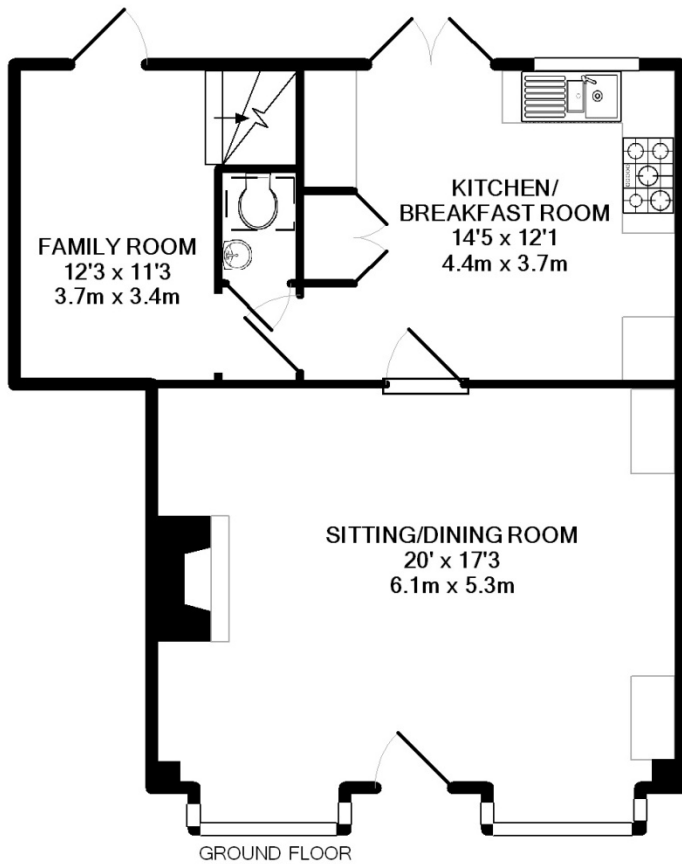 FAMILY ROOM
12'3 x 11'3
3.7m x 3.4m
KITCHEN/
BREAKFAST ROOM
14'5 x 12'1
4.4m x 3.7m
SITTING/DINING ROOM
20' x 17'3
6.1m x 5.3m
GROUND FLOOR